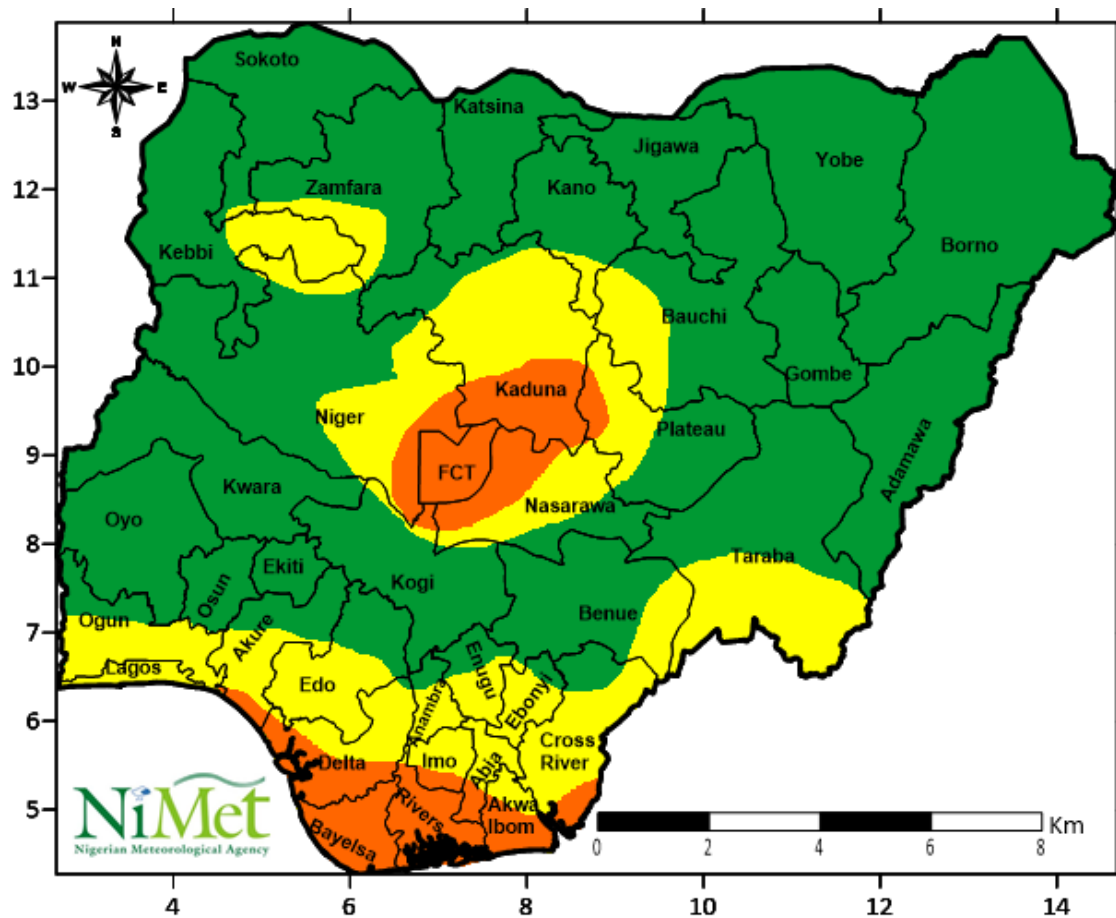 N
W E
S
Sokoto
13
Katsina
Jigawa
Yobe
12
Zamfara
Kano
Kebbi
Borno
11
Bauchi
10
Kaduna
Gombe
Niger
9
Plateau
FCT
Adamawa
Kwara
Nasarawa
Oyo
8
Taraba
Ekiti
Osun
Kogi
Benue
7
Ogun
Akure
Lagos
Enugu
Edo
Ebonyi
Anambra
6
Cross
River
Delta
Imo
Abia
5
Rivers
Akwa
Ibom
Bayelsa
NiMet
Nigerian Meteorological Agency
Km
0 2 4 6 8
4 6 8 10 12 14